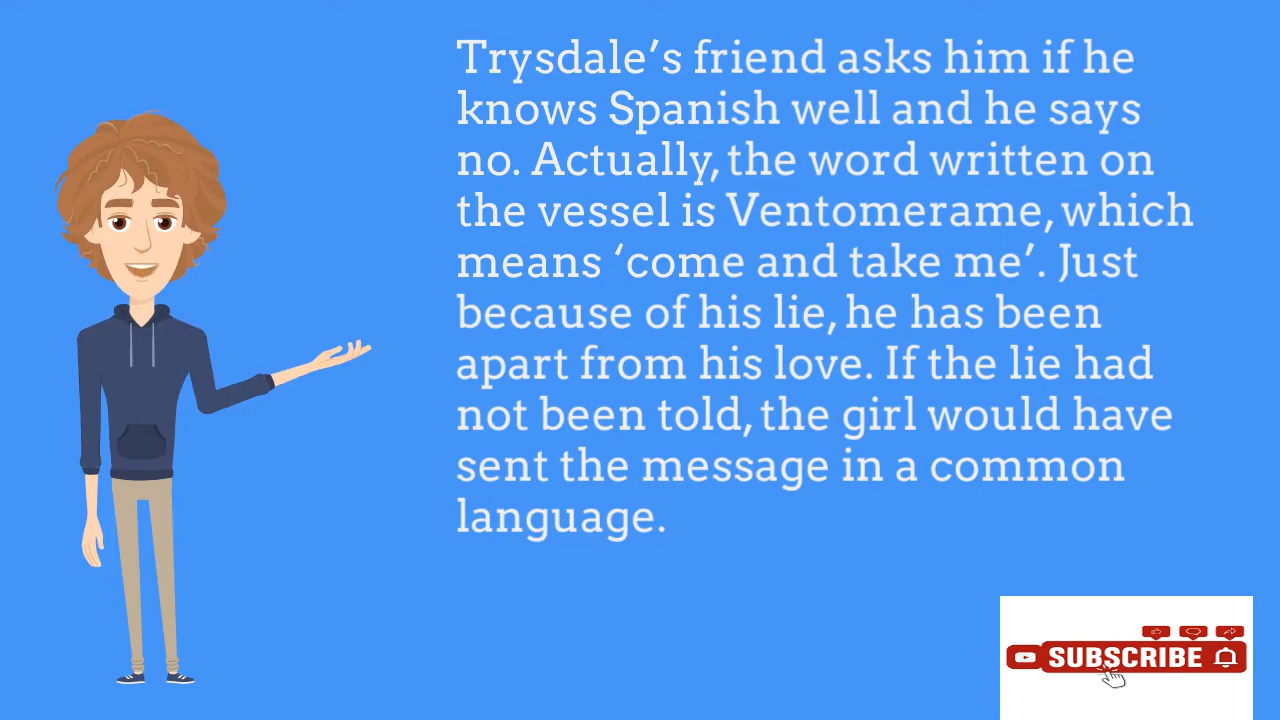 Trysdale’s friend asks him if he
knows Spanish well and he says
no. Actually, the word written on
the vessel is Ventomerame, which
means ‘come and take me’. Just
because of his lie, he has been
apart from his love. If the lie had
not been told, the girl would have
sent the message in a common
language.
SUBSCRIBE